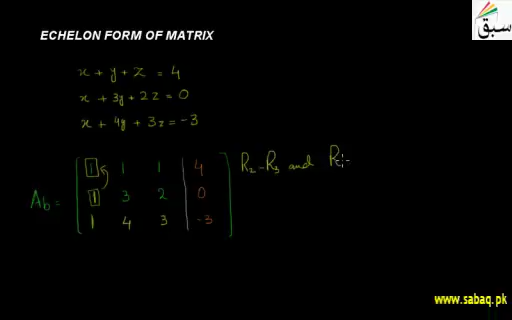 ECHELON FORM OF MATRIX
سبق
x + y + z = 4
x + 3y + 2z = 0
x + 4y + 3z = -3
1 1 1 4 R₂ - R₃ and R
Ab = 1 3 2 0
1 4 3 -3
www.sabaq.pk